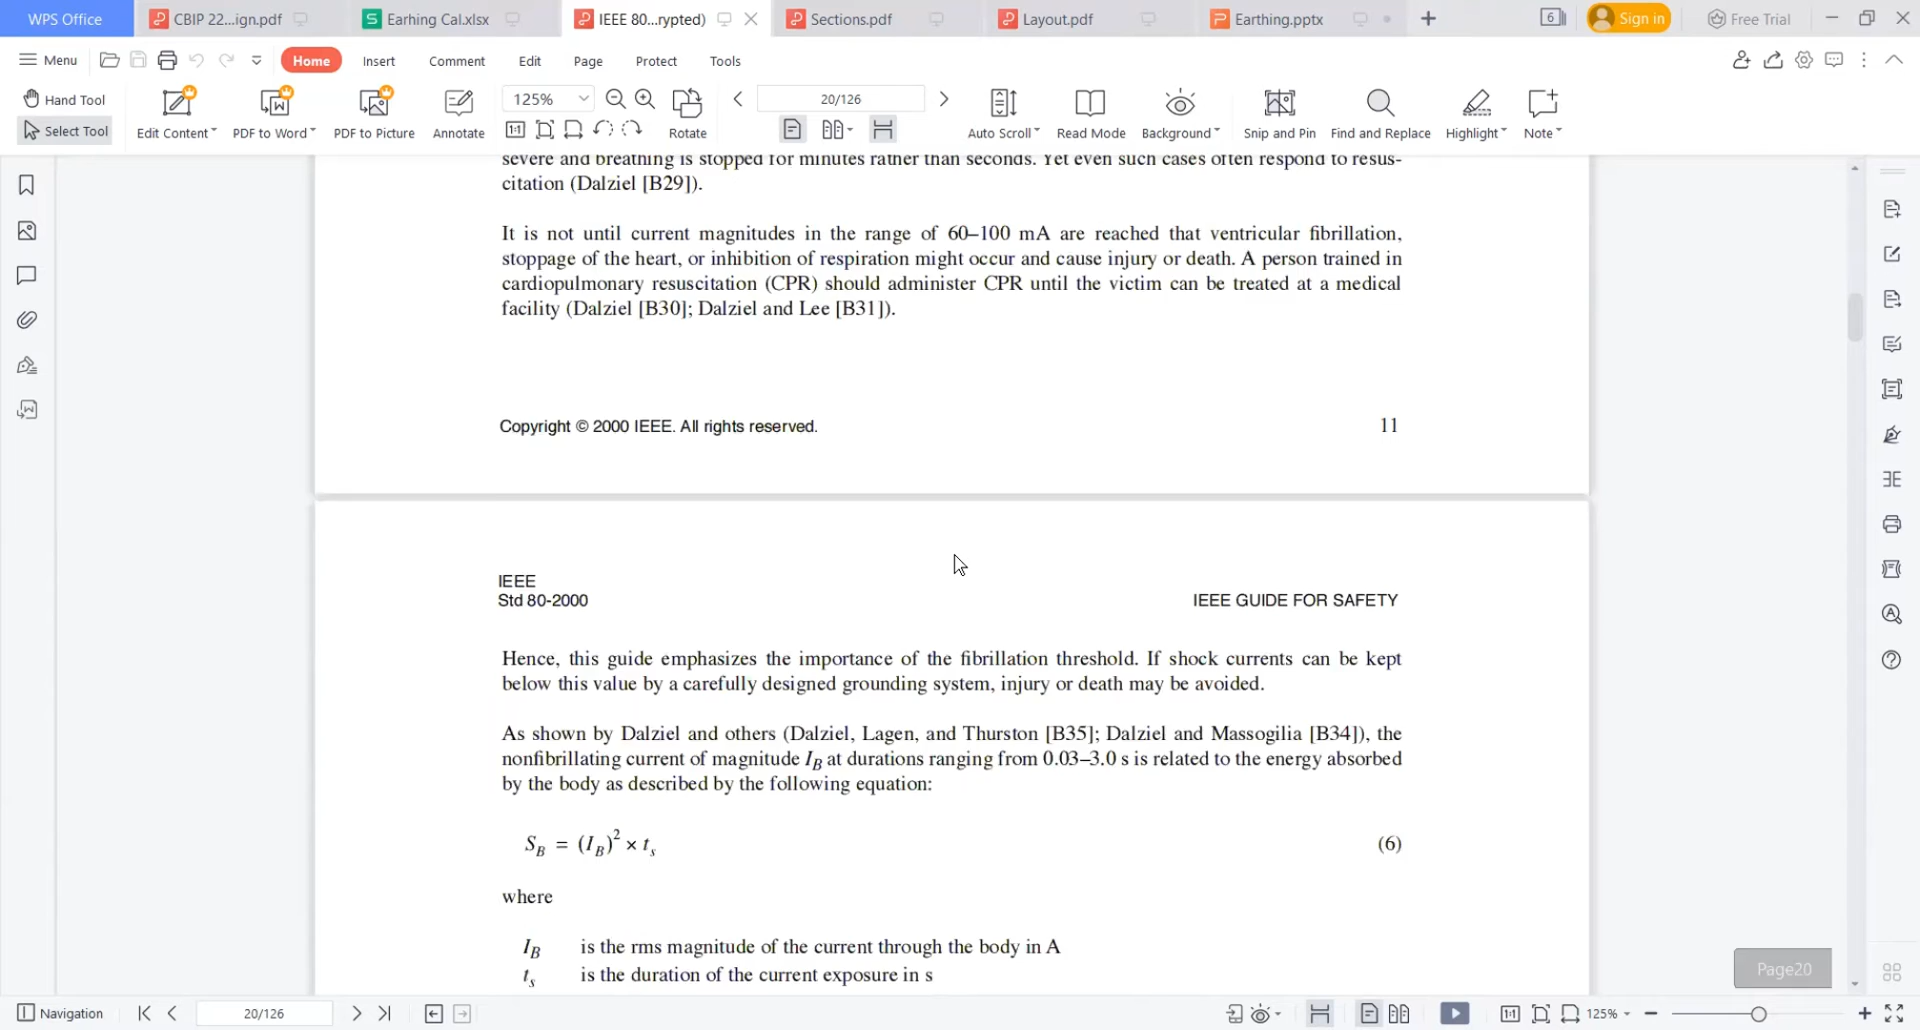 WPS Office
CBIP 22...ign.pdf
Earhing Cal.xlsx
IEEE 80...rypted)
Sections.pdf
Layout.pdf
Earthing.pptx
6
Sign in
Free Trial
Menu
Home
Insert
Comment
Edit
Page
Protect
Tools
Hand Tool
Select Tool
Edit Content
PDF to Word
PDF to Picture
Annotate
125%
Rotate
20/126
Auto Scroll
Read Mode
Background
Snip and Pin
Find and Replace
Highlight
Note
severe and breathing is stopped for minutes rather than seconds. Yet even such cases often respond to resus-
citation (Dalziel [B29]).
It is not until current magnitudes in the range of 60–100 mA are reached that ventricular fibrillation,
stoppage of the heart, or inhibition of respiration might occur and cause injury or death. A person trained in
cardiopulmonary resuscitation (CPR) should administer CPR until the victim can be treated at a medical
facility (Dalziel [B30]; Dalziel and Lee [B31]).
Copyright © 2000 IEEE. All rights reserved.
11
IEEE
Std 80-2000
IEEE GUIDE FOR SAFETY
Hence, this guide emphasizes the importance of the fibrillation threshold. If shock currents can be kept
below this value by a carefully designed grounding system, injury or death may be avoided.
As shown by Dalziel and others (Dalziel, Lagen, and Thurston [B35]; Dalziel and Massogilia [B34]), the
nonfibrillating current of magnitude I_B at durations ranging from 0.03–3.0 s is related to the energy absorbed
by the body as described by the following equation:
S_B = (I_B)² × t_s (6)
where
I_B is the rms magnitude of the current through the body in A
t_s is the duration of the current exposure in s
Page20
Navigation
20/126
125%